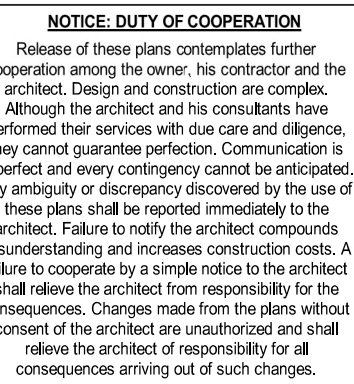 NOTICE: DUTY OF COOPERATION
Release of these plans contemplates further
ooperation among the owner, his contractor and the
architect. Design and construction are complex.
Although the architect and his consultants have
erformed their services with due care and diligence,
hey cannot guarantee perfection. Communication is
perfect and every contingency cannot be anticipated.
y ambiguity or discrepancy discovered by the use of
these plans shall be reported immediately to the
architect. Failure to notify the architect compounds
sunderstanding and increases construction costs. A
ilure to cooperate by a simple notice to the architect
shall relieve the architect from responsibility for the
nsequences. Changes made from the plans without
consent of the architect are unauthorized and shall
relieve the architect of responsibility for all
consequences arriving out of such changes.